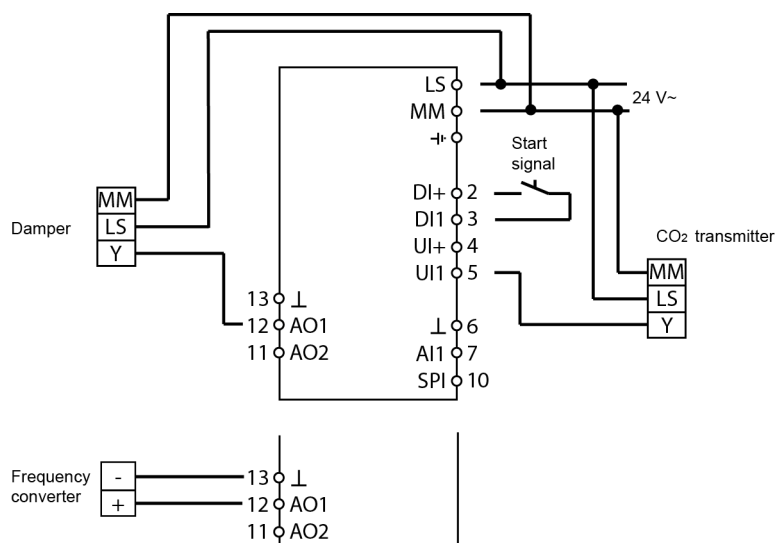 LS
MM
24 V~
Start
signal
DI+ 2
DI1 3
UI+ 4
UI1 5
⊥ 6
AI1 7
SPI 10
Damper
MM
LS
Y
13 ⊥
12 AO1
11 AO2
CO2 transmitter
MM
LS
Y
Frequency
converter
-
+
13 ⊥
12 AO1
11 AO2